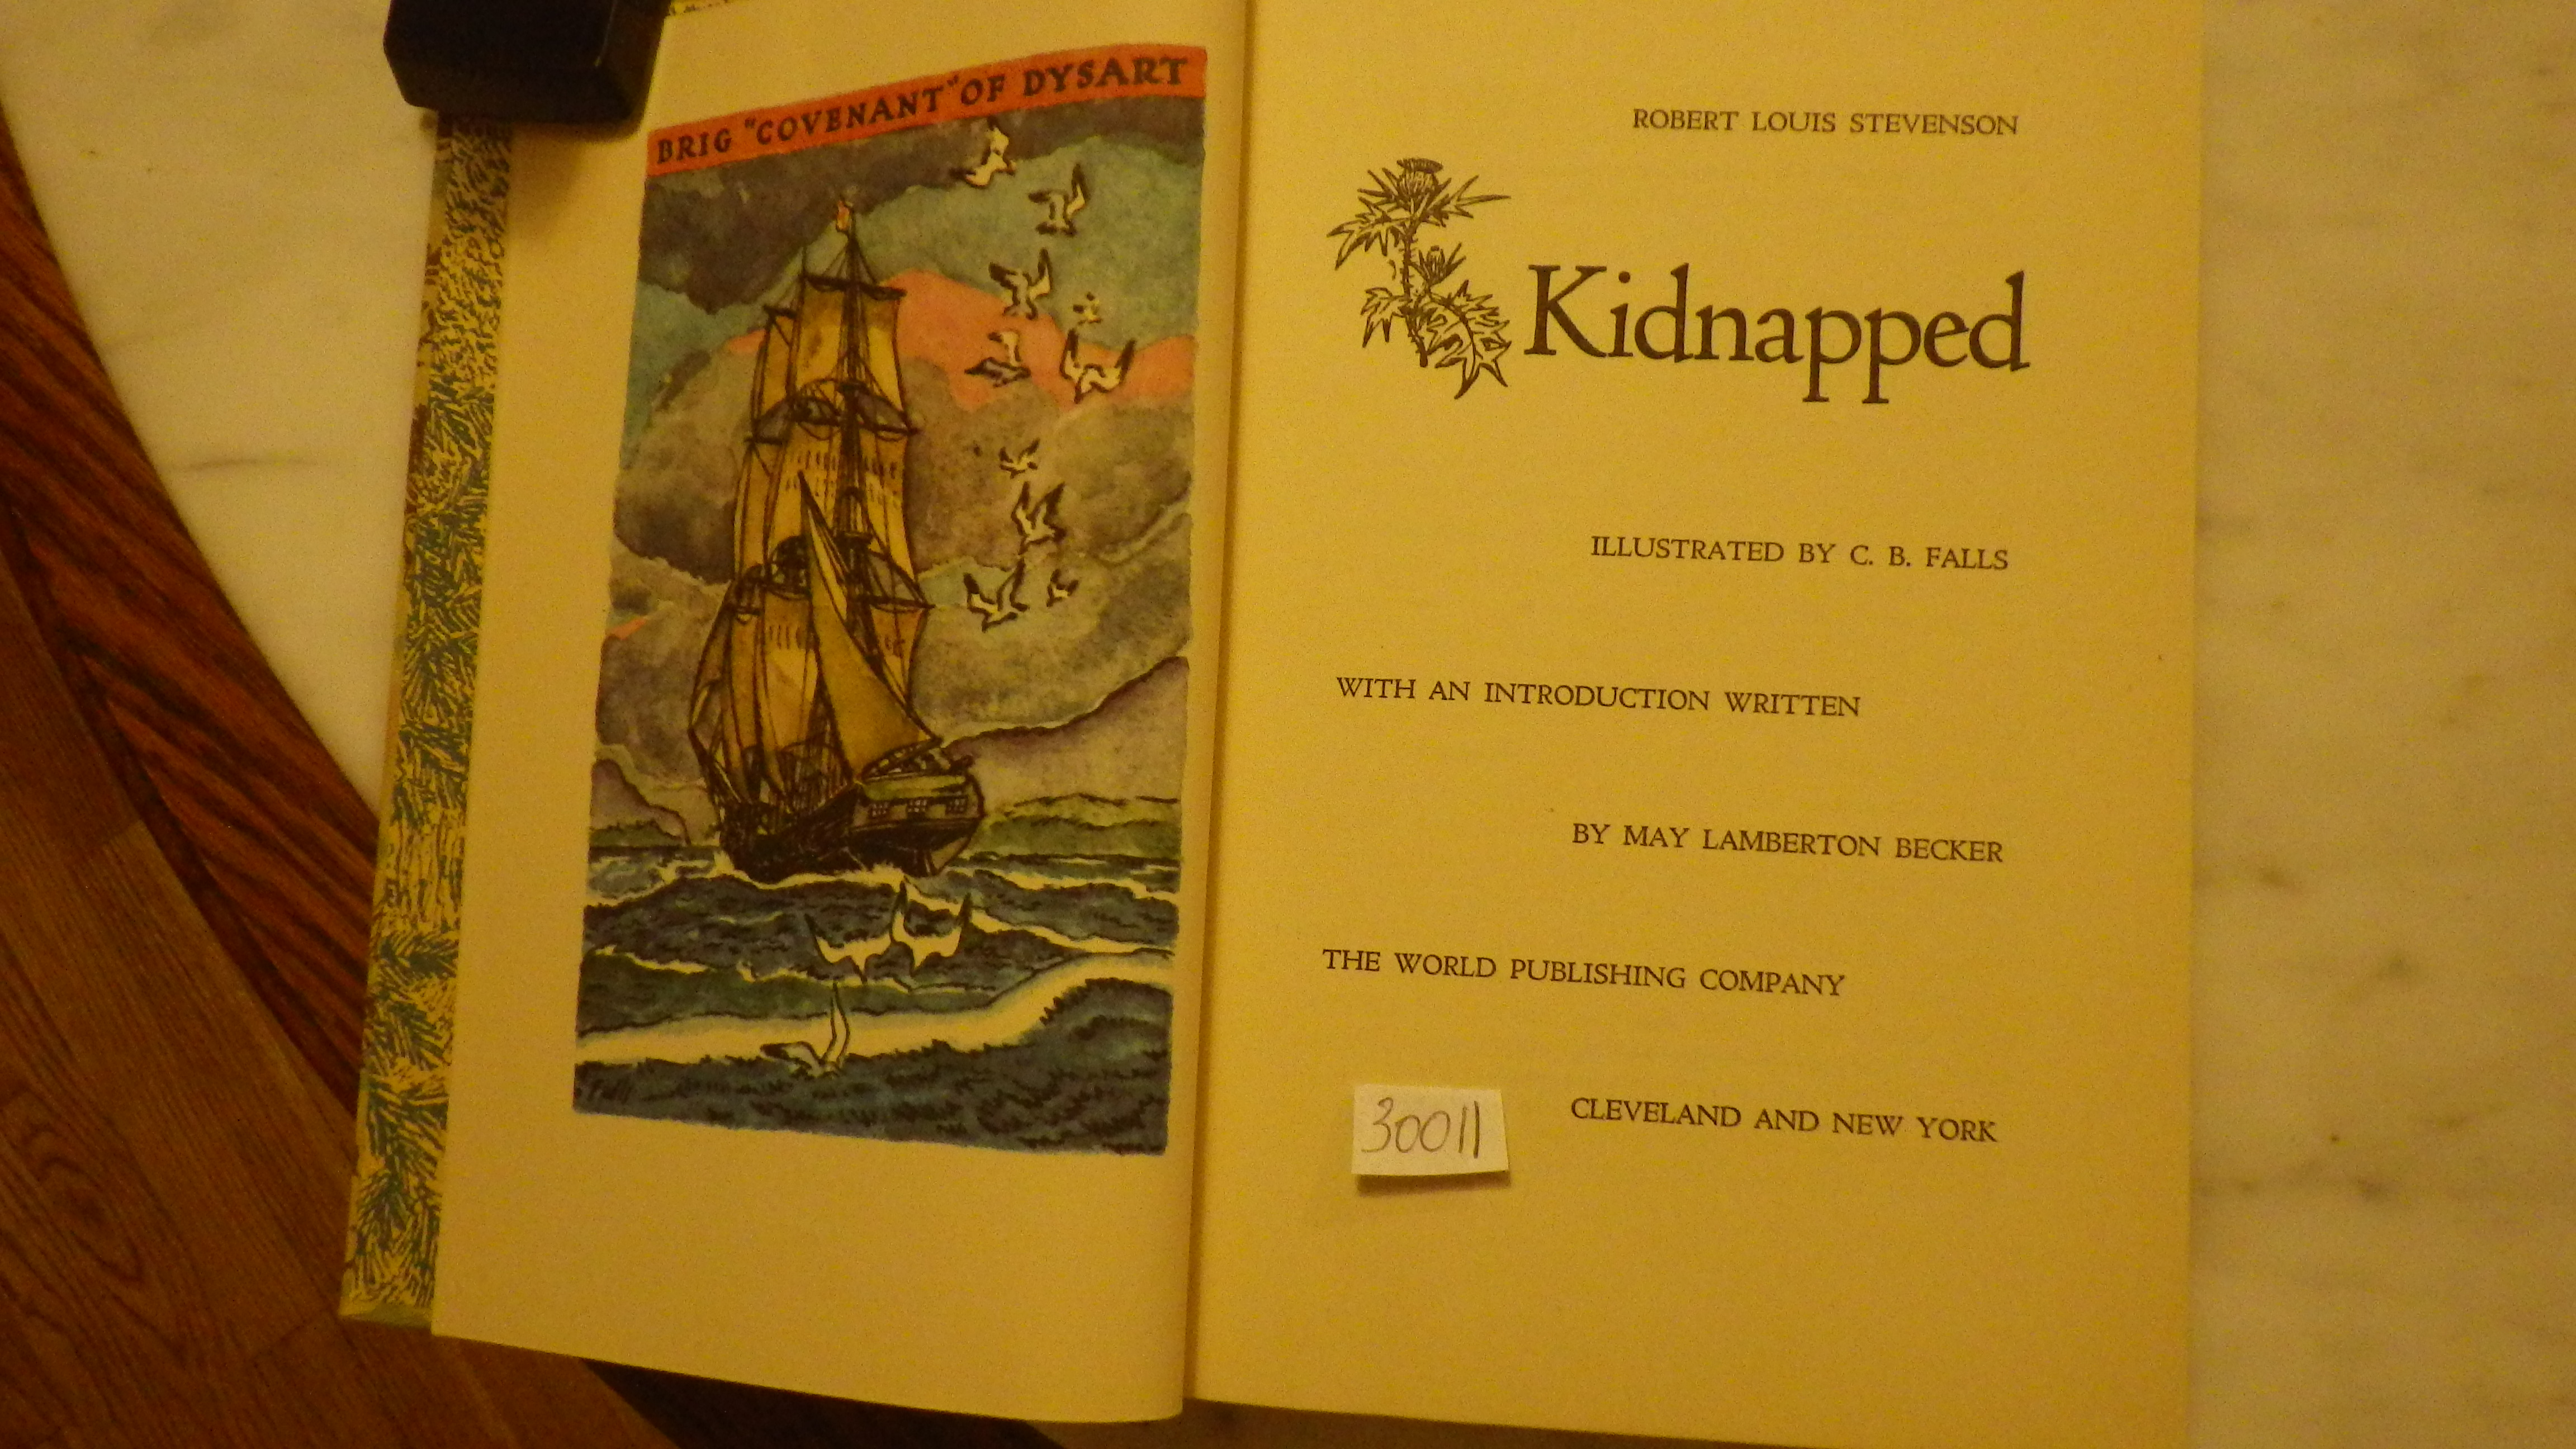 BRIG "COVENANT" OF DYSART
Falls
ROBERT LOUIS STEVENSON
Kidnapped
ILLUSTRATED BY C. B. FALLS
WITH AN INTRODUCTION WRITTEN
BY MAY LAMBERTON BECKER
THE WORLD PUBLISHING COMPANY
30011
CLEVELAND AND NEW YORK